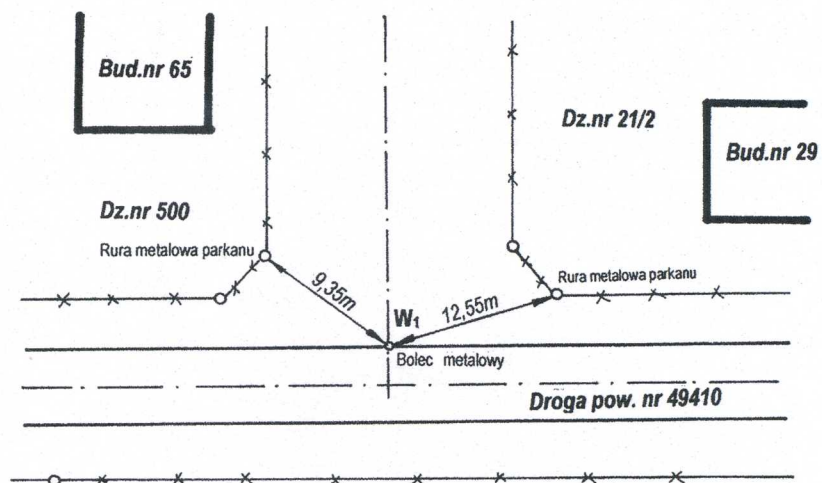 Bud.nr 65
Dz.nr 21/2
Bud.nr 29
Dz.nr 500
Rura metalowa parkanu
Rura metalowa parkanu
9,35m
12,55m
W1
Bolec metalowy
Droga pow. nr 49410